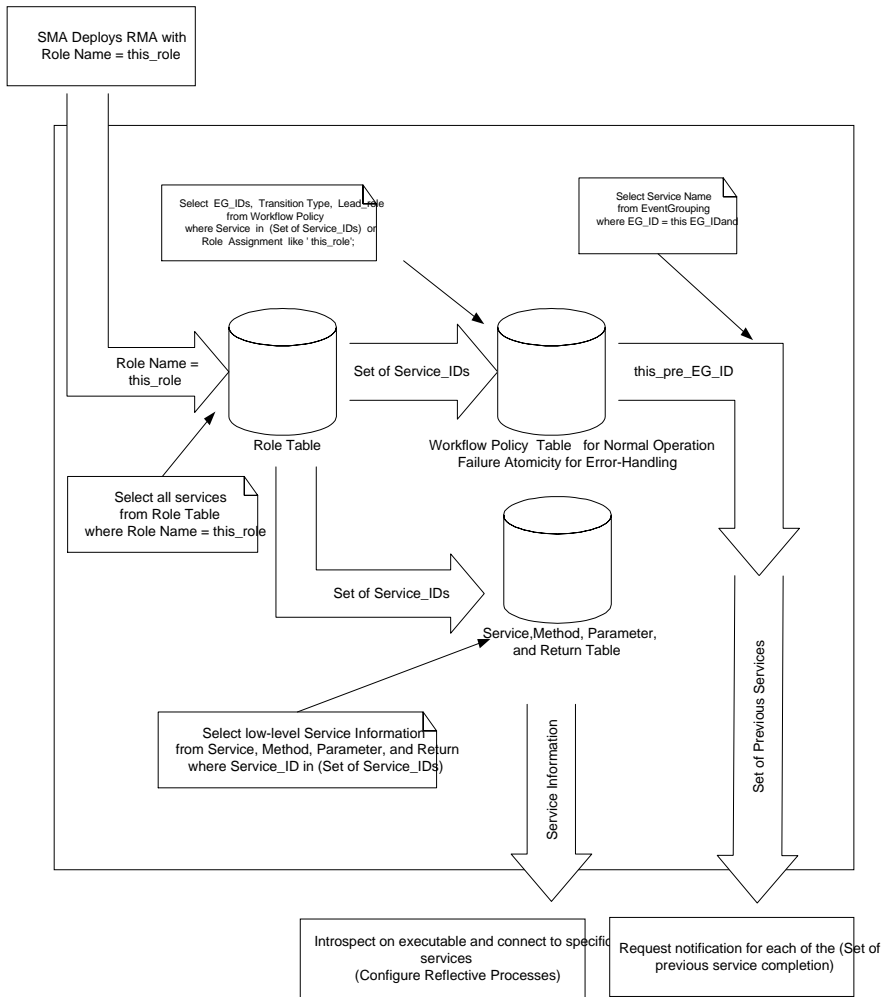 SMA Deploys RMA with
Role Name = this_role
Select EG_IDs, Transition Type, Lead_role
from Workflow Policy
where Service in (Set of Service_IDs) or
Role Assignment like ' this_role';
Select Service Name
from EventGrouping
where EG_ID = this EG_IDand
Role Name =
this_role
Set of Service_IDs
this_pre_EG_ID
Role Table
Workflow Policy Table for Normal Operation
Failure Atomicity for Error-Handling
Select all services
from Role Table
where Role Name = this_role
Set of Service_IDs
Service,Method, Parameter,
and Return Table
Select low-level Service Information
from Service, Method, Parameter, and Return
where Service_ID in (Set of Service_IDs)
Service Information
Set of Previous Services
Introspect on executable and connect to specific
services
(Configure Reflective Processes)
Request notification for each of the (Set of
previous service completion)